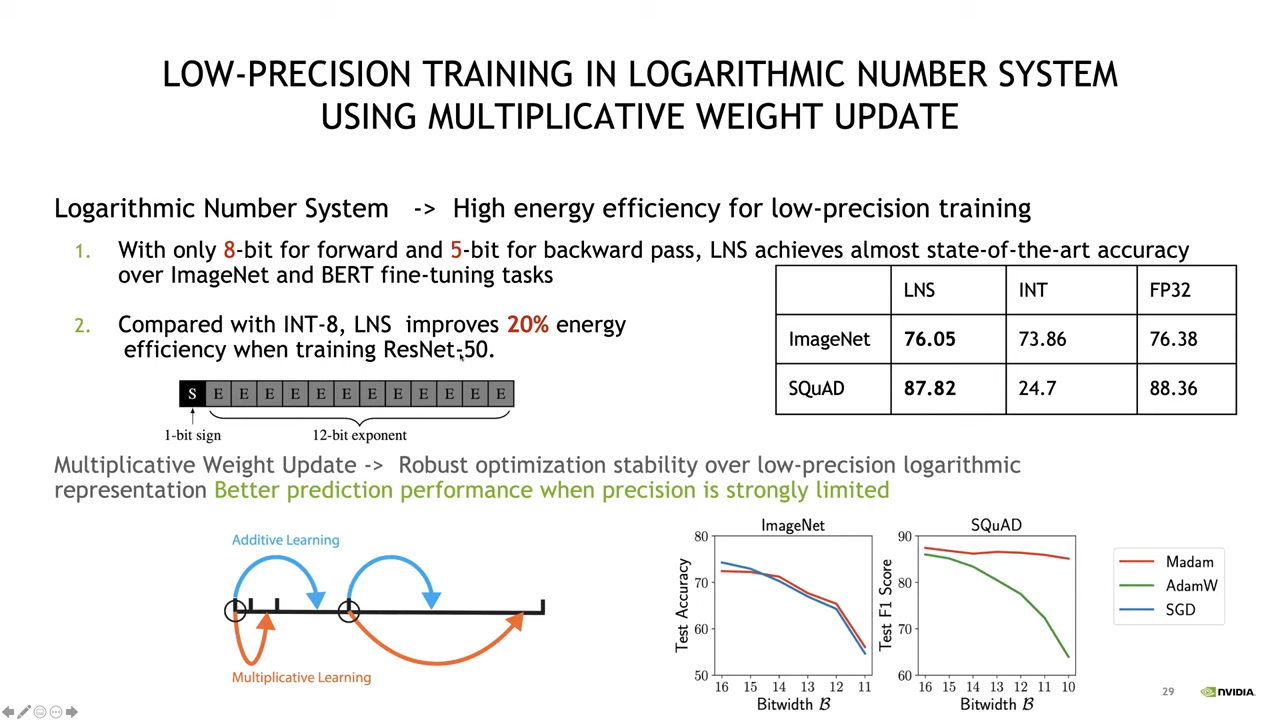 LOW-PRECISION TRAINING IN LOGARITHMIC NUMBER SYSTEM
USING MULTIPLICATIVE WEIGHT UPDATE
Logarithmic Number System -> High energy efficiency for low-precision training
1. With only 8-bit for forward and 5-bit for backward pass, LNS achieves almost state-of-the-art accuracy
over ImageNet and BERT fine-tuning tasks
2. Compared with INT-8, LNS improves 20% energy
efficiency when training ResNet-50.
LNS INT FP32
ImageNet 76.05 73.86 76.38
SQuAD 87.82 24.7 88.36
S E E E E E E E E E E E E
1-bit sign 12-bit exponent
Multiplicative Weight Update -> Robust optimization stability over low-precision logarithmic
representation Better prediction performance when precision is strongly limited
Additive Learning
Multiplicative Learning
ImageNet
80
70
60
50
Test Accuracy
16 15 14 13 12 11
Bitwidth B
SQuAD
90
80
70
60
Test F1 Score
16 15 14 13 12 11 10
Bitwidth B
Madam
AdamW
SGD
29
NVIDIA.